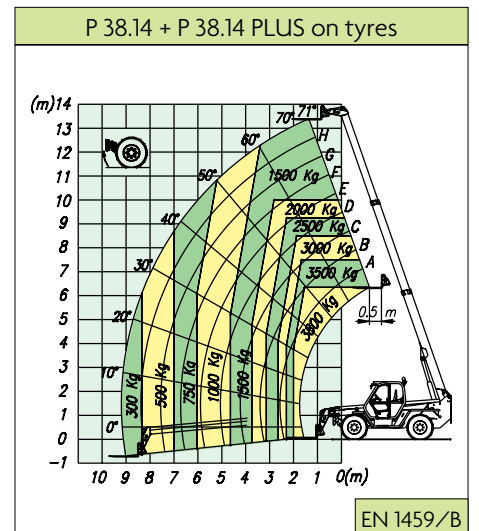 P 38.14 + P 38.14 PLUS on tyres
(m) 14
13
12
11
10
9
8
7
6
5
4
3
2
1
0
-1
70° 71°
60°
50°
40°
30°
20°
10°
0°
H
G
F
E
D
C
B
A
1500 Kg
2000 Kg
2500 Kg
3000 Kg
3500 Kg
3800 Kg
300 Kg
500 Kg
750 Kg
1000 Kg
1500 Kg
0.5 m
10 9 8 7 6 5 4 3 2 1 0(m)
EN 1459/B